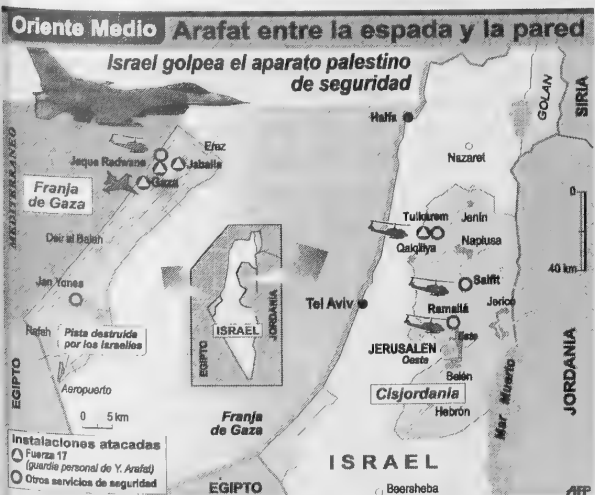 Oriente Medio Arafat entre la espada y la pared
Israel golpea el aparato palestino
de seguridad
MEDITERRANEO
Erez
Jeque Radwane
Jabalia
Gaza
Franja
de Gaza
Deir al Balah
Jan Yunes
Rafah
Pista destruida
por los israelíes
Aeropuerto
EGIPTO
0 5 km
Instalaciones atacadas
Fuerza 17
(guardia personal de Y. Arafat)
Otros servicios de seguridad
ISRAEL
EGIPTO
JORDANIA
Franja
de Gaza
Haifa
Nazaret
GOLAN
SIRIA
Tulkarem
Jenín
Qalqiliya
Naplusa
Salfit
Tel Aviv
Ramalá
Jericó
JERUSALEN
Este
Oeste
Belén
Cisjordania
Hebrón
Mar Muerto
0
40 km
JORDANIA
ISRAEL
EGIPTO
Beersheba
AFP